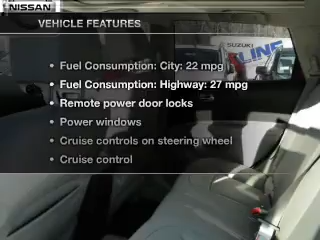 NISSAN
VEHICLE FEATURES
SUZUKI
LINE
• Fuel Consumption: City: 22 mpg
• Fuel Consumption: Highway: 27 mpg
• Remote power door locks
• Power windows
• Cruise controls on steering wheel
• Cruise control